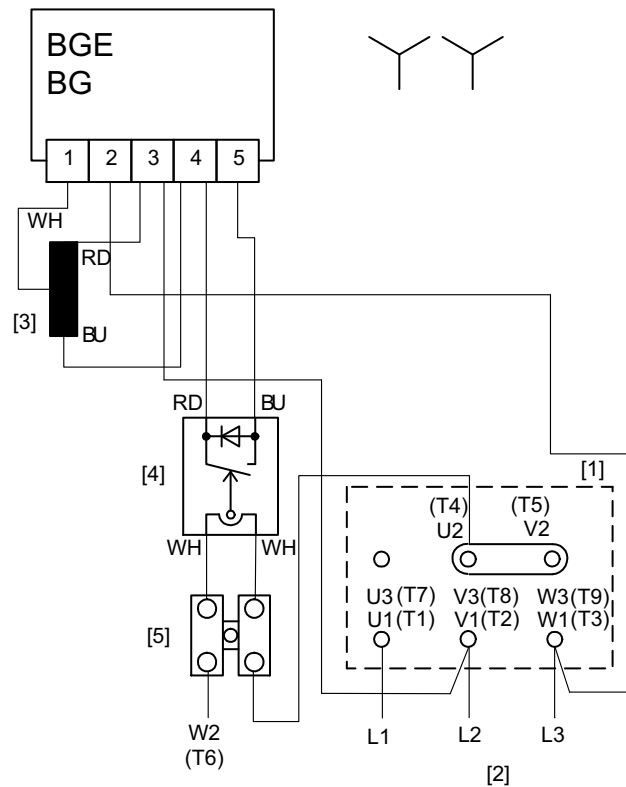 BGE
BG
1 2 3 4 5
WH
RD
[3]
BU
RD BU
[4]
[1]
(T4) (T5)
U2 V2
WH WH
U3 (T7) V3(T8) W3(T9)
U1 (T1) V1(T2) W1(T3)
[5]
W2
(T6)
L1 L2 L3
[2]